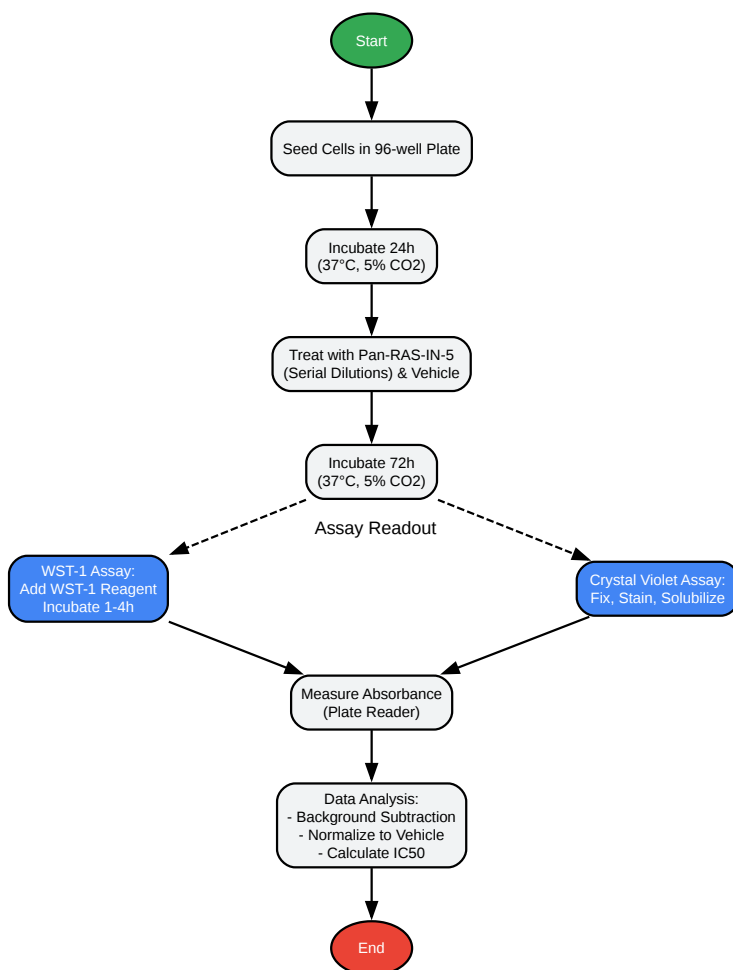 Start
Seed Cells in 96-well Plate
Incubate 24h
(37°C, 5% CO2)
Treat with Pan-RAS-IN-5
(Serial Dilutions) & Vehicle
Incubate 72h
(37°C, 5% CO2)
Assay Readout
WST-1 Assay:
Add WST-1 Reagent
Incubate 1-4h
Crystal Violet Assay:
Fix, Stain, Solubilize
Measure Absorbance
(Plate Reader)
Data Analysis:
- Background Subtraction
- Normalize to Vehicle
- Calculate IC50
End